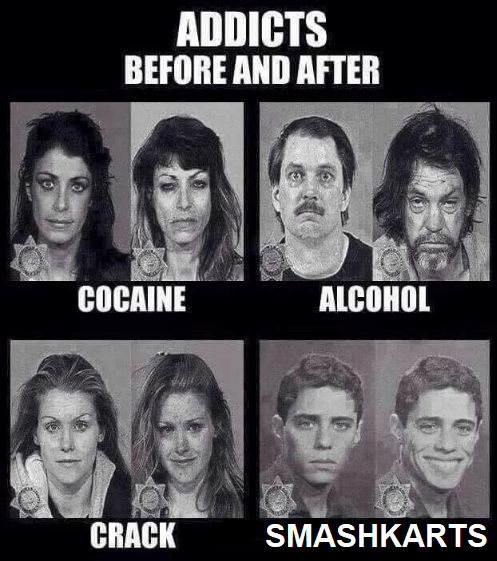 ADDICTS
BEFORE AND AFTER
COCAINE
ALCOHOL
CRACK
SMASHKARTS